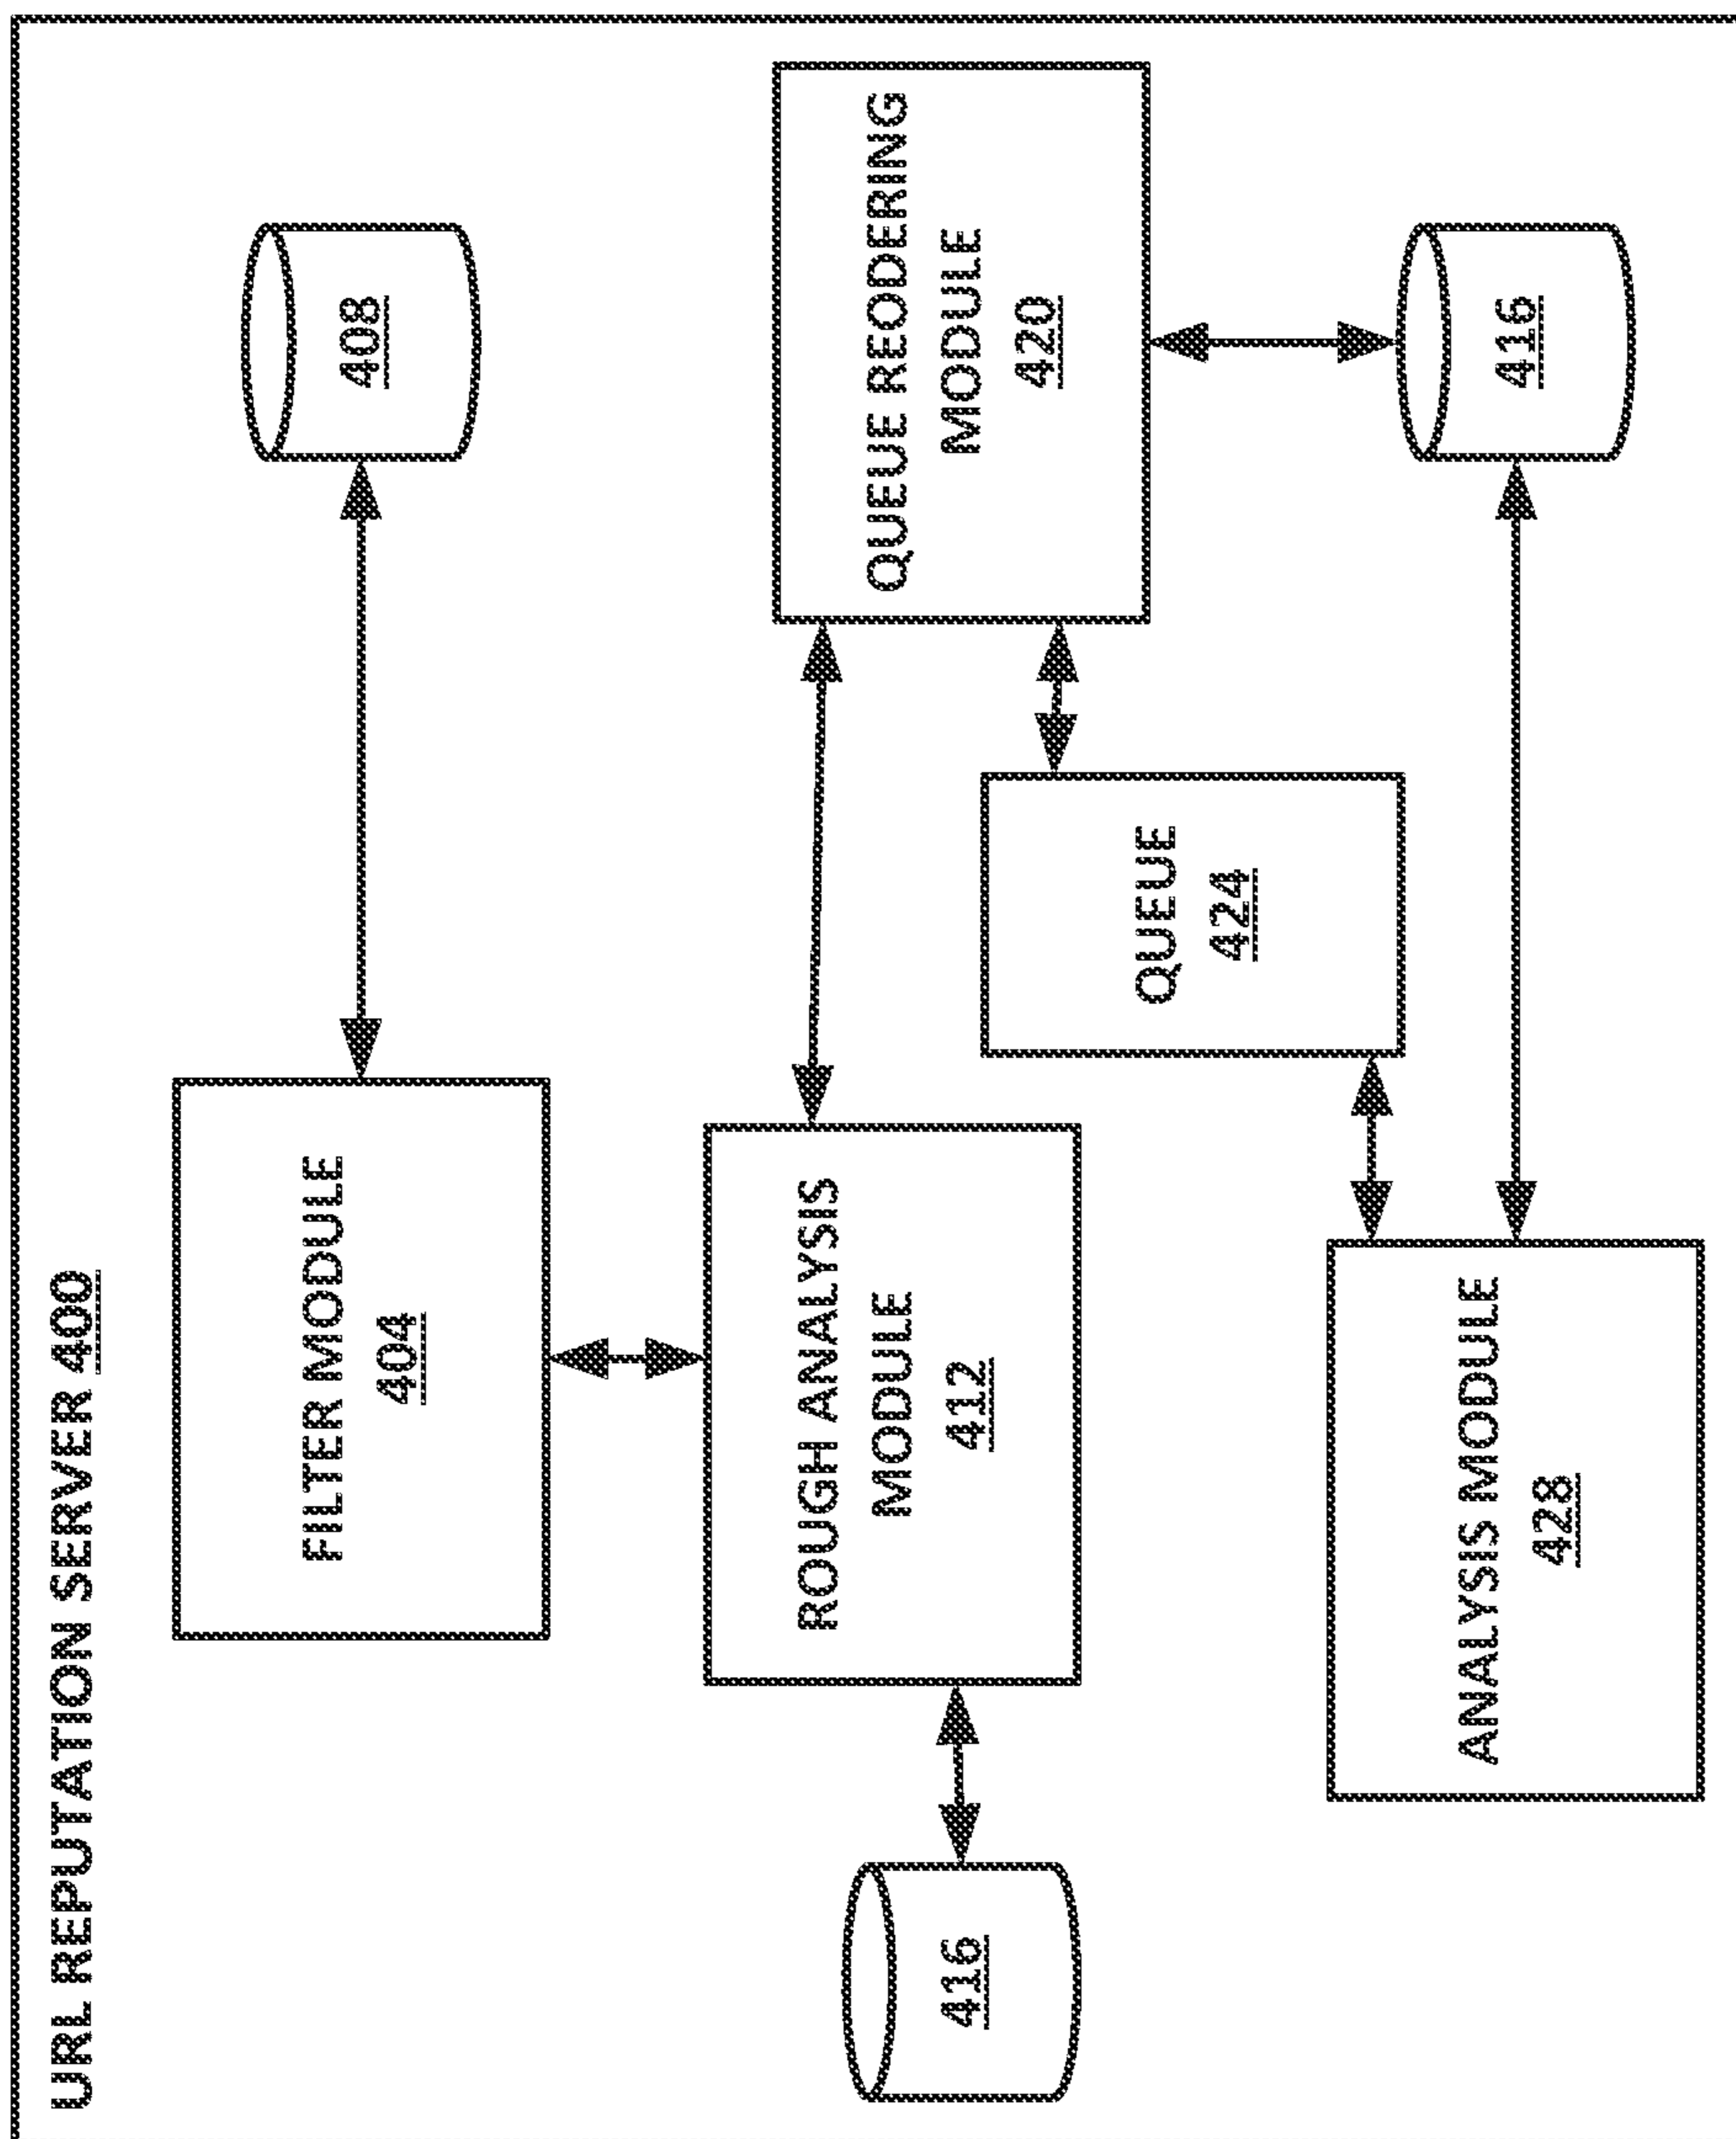 URL REPUTATION SERVER 400
FILTER MODULE
404
408
ROUGH ANALYSIS
MODULE
412
QUEUE REODERING
MODULE
420
416
QUEUE
424
ANALYSIS MODULE
428
416